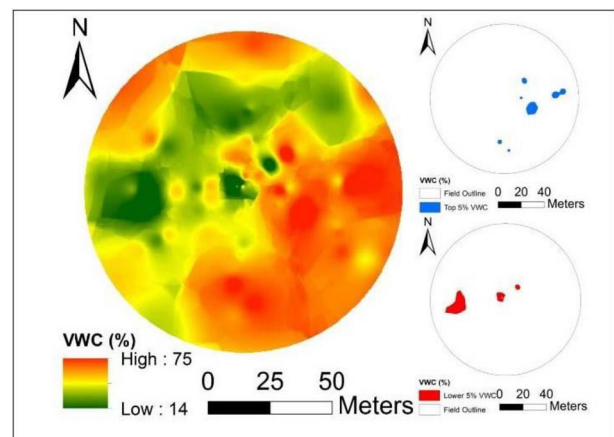 N
VWC (%)
High : 75
Low : 14
0 25 50
Meters
N
VWC (%)
Field Outline
Top 5% VWC
0 20 40
Meters
N
VWC (%)
Lower 5% VWC
Field Outline
0 20 40
Meters